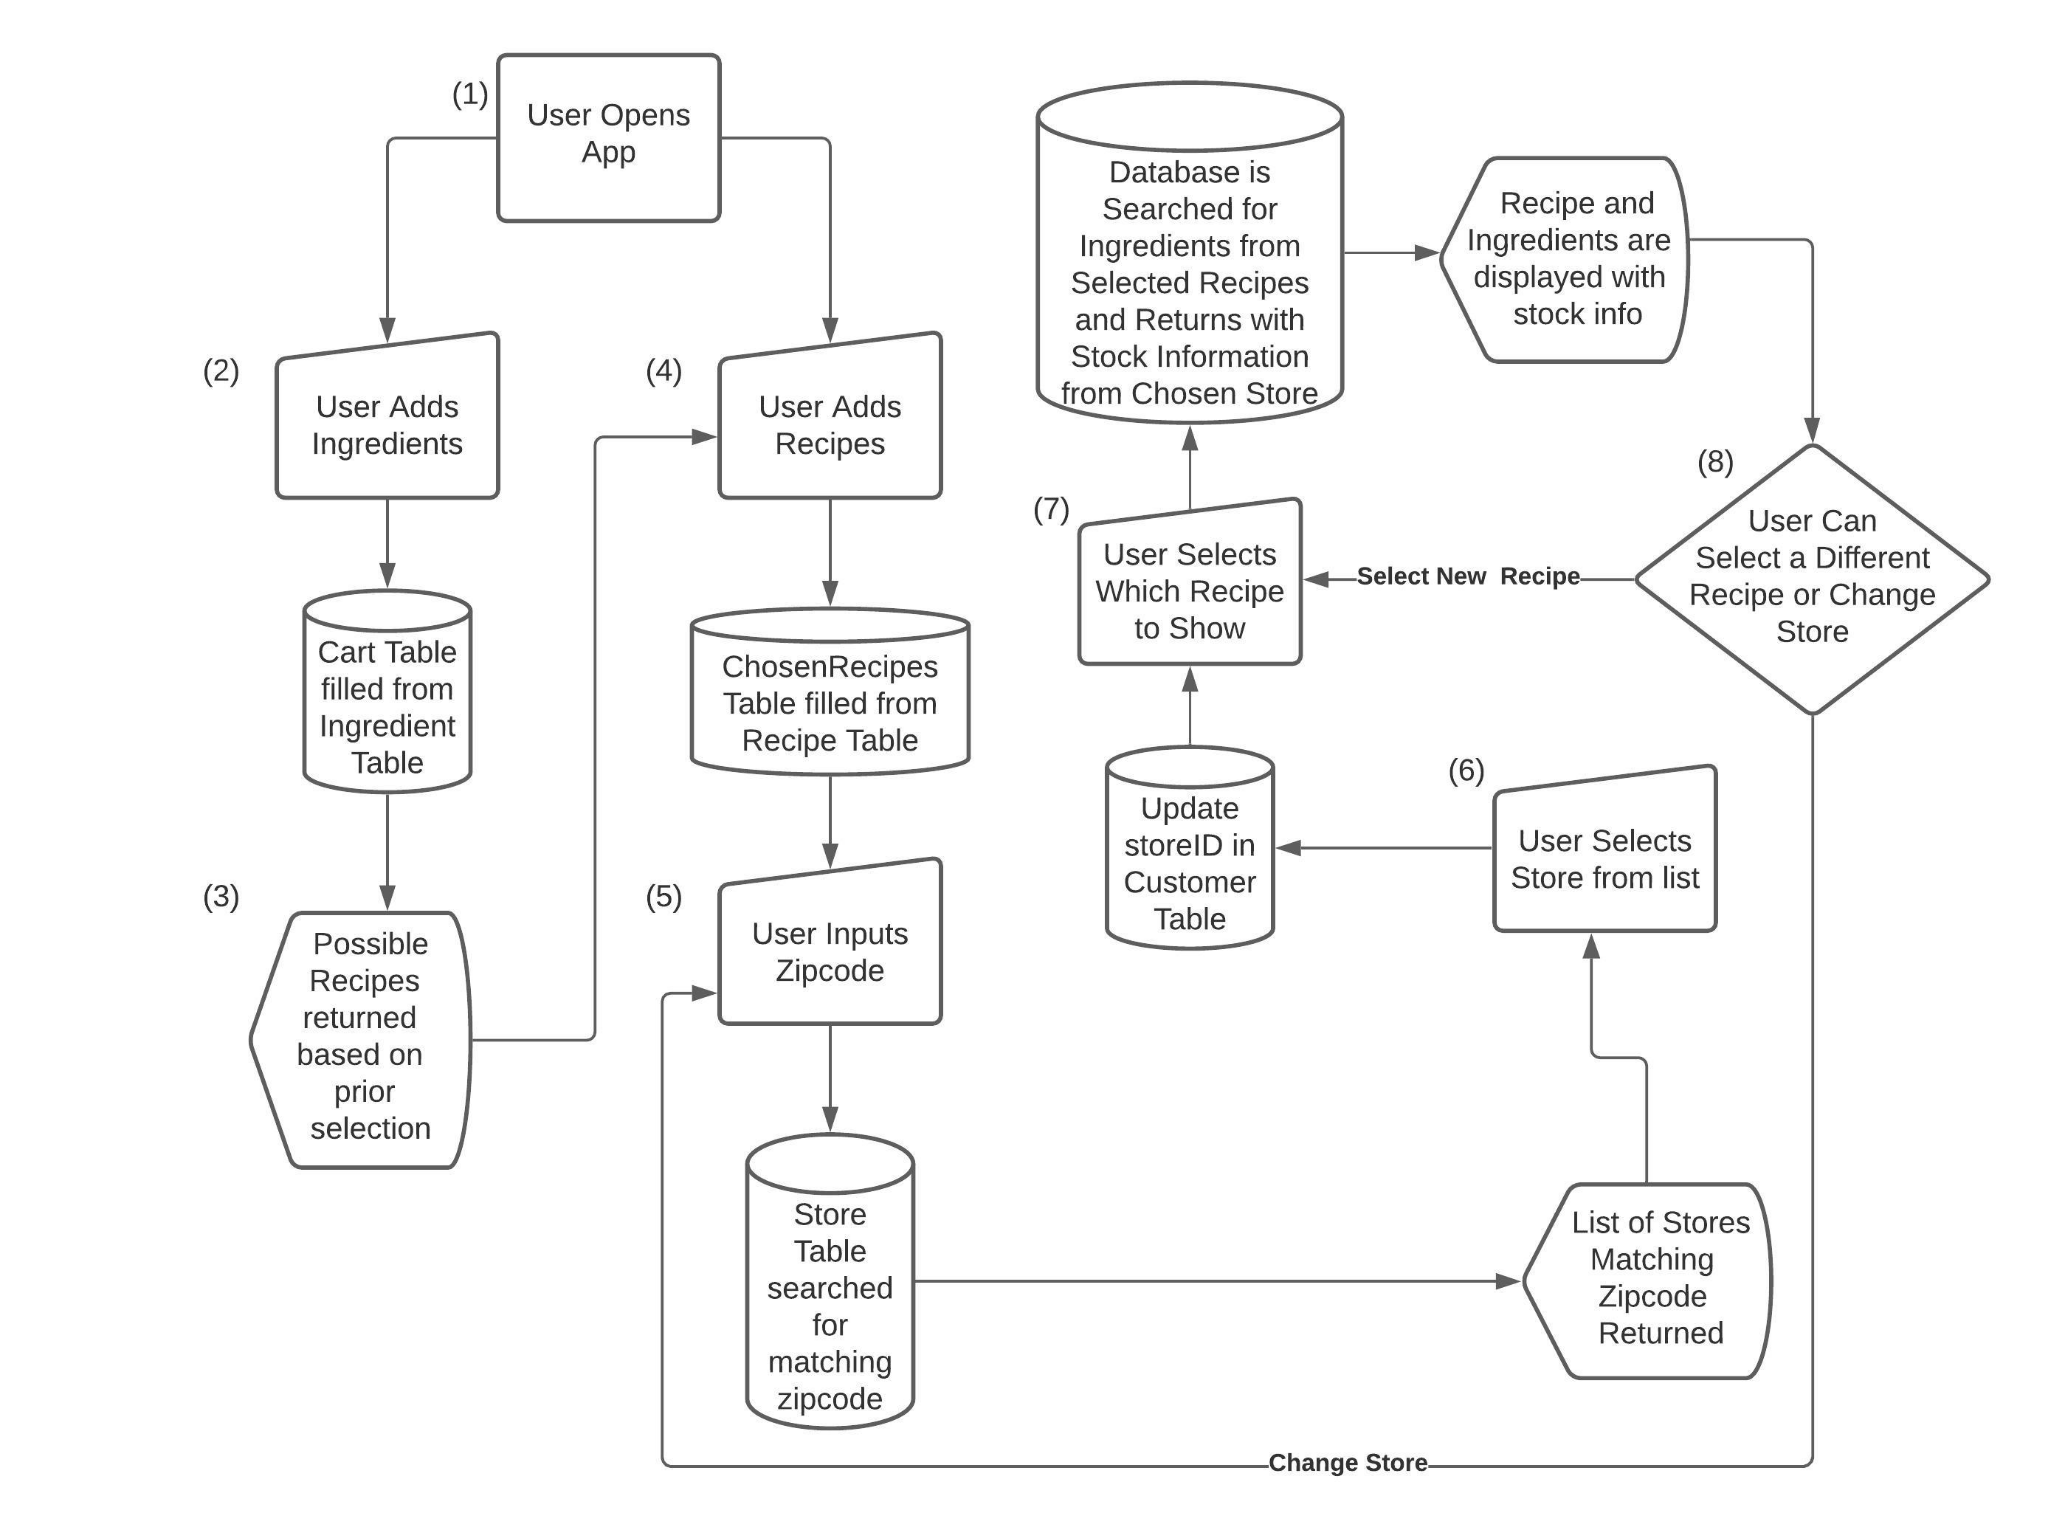 (1)
User Opens
App
(2)
User Adds
Ingredients
Cart Table
filled from
Ingredient
Table
(3)
Possible
Recipes
returned
based on
prior
selection
(4)
User Adds
Recipes
ChosenRecipes
Table filled from
Recipe Table
(5)
User Inputs
Zipcode
Store
Table
searched
for
matching
zipcode
List of Stores
Matching
Zipcode
Returned
(6)
User Selects
Store from list
Update
storeID in
Customer
Table
(7)
User Selects
Which Recipe
to Show
Database is
Searched for
Ingredients from
Selected Recipes
and Returns with
Stock Information
from Chosen Store
Recipe and
Ingredients are
displayed with
stock info
(8)
User Can
Select a Different
Recipe or Change
Store
Select New Recipe
Change Store